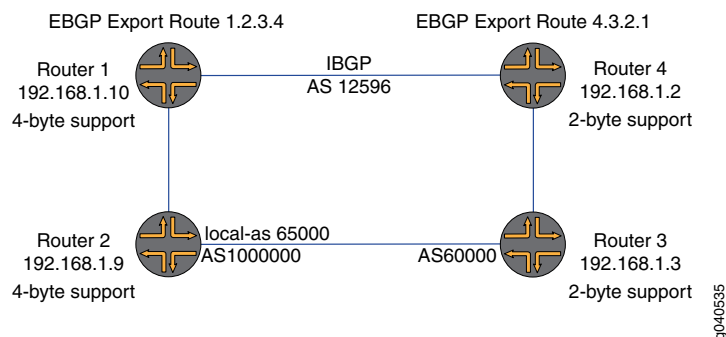 EBGP Export Route 1.2.3.4
EBGP Export Route 4.3.2.1
Router 1
192.168.1.10
4-byte support
IBGP
AS 12596
Router 4
192.168.1.2
2-byte support
Router 2
192.168.1.9
4-byte support
local-as 65000
AS1000000
AS60000
Router 3
192.168.1.3
2-byte support
g040535